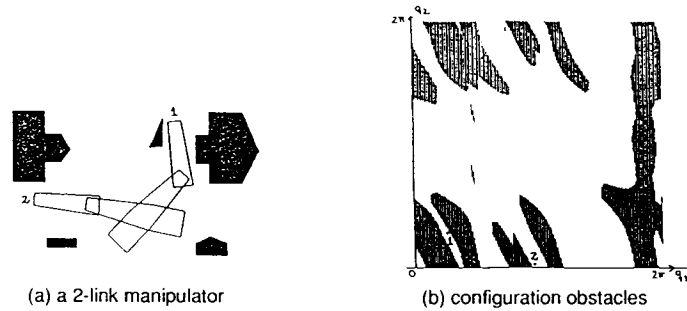 1
2
(a) a 2-link manipulator
q2
2π
1
2
0
2π
q1
(b) configuration obstacles